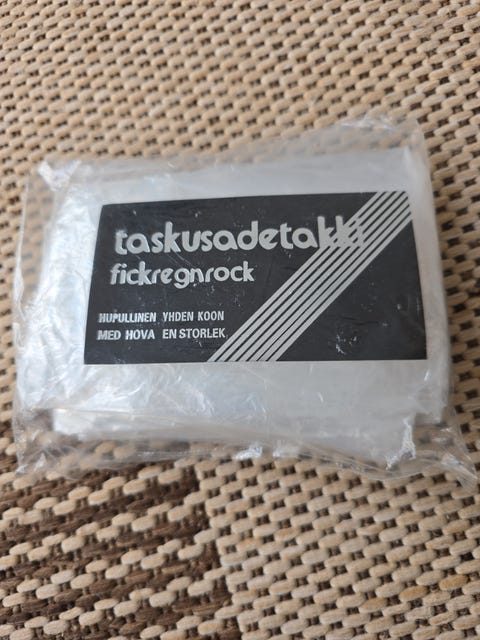 taskusadetakki
fickregnrock
HUPULLINEN YHDEN KOON
MED HOVA EN STORLEK